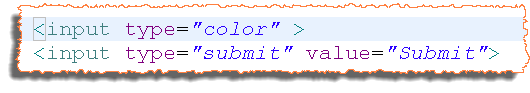 <input type="color" >
<input type="submit" value="Submit">